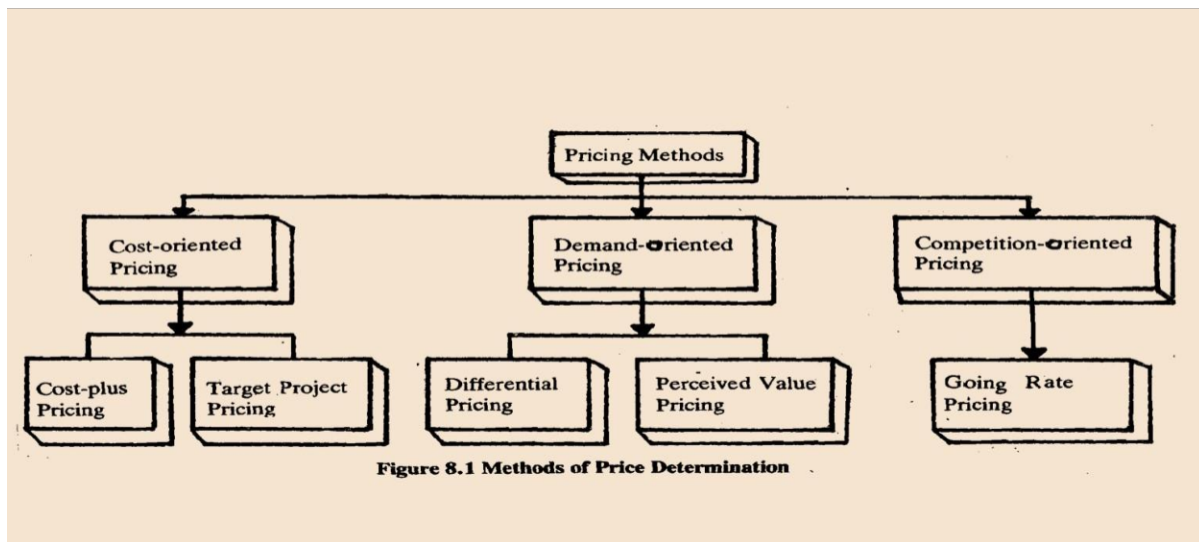 Pricing Methods
Cost-oriented
Pricing
Demand-oriented
Pricing
Competition-oriented
Pricing
Cost-plus
Pricing
Target Project
Pricing
Differential
Pricing
Perceived Value
Pricing
Going Rate
Pricing
Figure 8.1 Methods of Price Determination